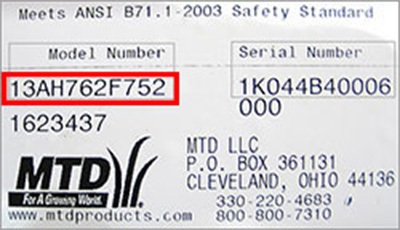 Meets ANSI B71.1-2003 Safety Standard
Model Number Serial Number
13AH762F752 1K044B40006
1623437 000
MTD LLC
P.O. BOX 361131
CLEVELAND, OHIO 44136
MTD
For A Growing World.
330-220-4683
www.mtdproducts.com 800-800-7310